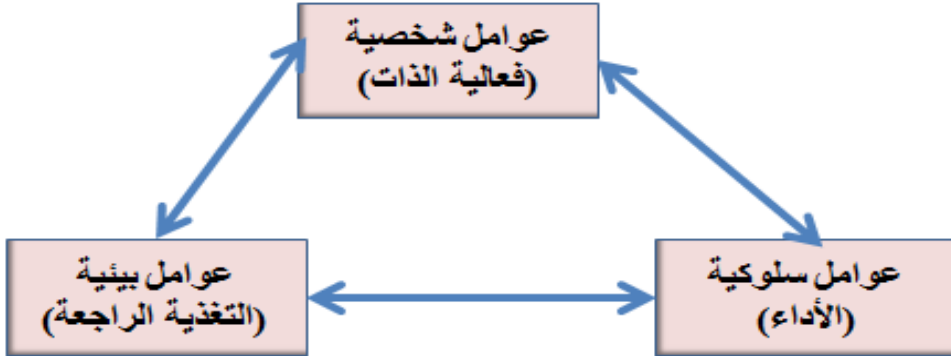 عوامل شخصية
(فعالية الذات)
عوامل سلوكية
(الأداء)
عوامل بيئية
(التغذية الراجعة)